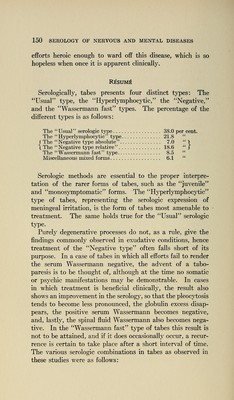 150 SEROLOGY OF NERVOUS AND MENTAL DISEASES
efforts heroic enough to ward off this disease, which is so
hopeless when once it is apparent clinically.
RÉSUMÉ
Serologically, tabes presents four distinct types: The
“Usual” type, the “Hyperlymphocytic,” the “Negative,”
and the “Wassermann fast” types. The percentage of the
different types is as follows:
The “Usual” serologic type. . . . . . . . . . . . . . . . . . . 38.0 per cent.
The “Hyperlymphocytic” type. . . . . . . . . . . . . . . 21.8 "
{ The “Negative type absolute”. . . . . . . . . . . . . . . 7.0 " }
{ The “Negative type relative”. . . . . . . . . . . . . . . . 18.6 " }
The “Wassermann fast” type. . . . . . . . . . . . . . . . . 8.5 "
Miscellaneous mixed forms. . . . . . . . . . . . . . . . . . . 6.1 "
Serologic methods are essential to the proper interpre-
tation of the rarer forms of tabes, such as the “juvenile”
and “monosymptomatic” forms. The “Hyperlymphocytic”
type of tabes, representing the serologic expression of
meningeal irritation, is the form of tabes most amenable to
treatment. The same holds true for the “Usual” serologic
type.
Purely degenerative processes do not, as a rule, give the
findings commonly observed in exudative conditions, hence
treatment of the “Negative type” often falls short of its
purpose. In a case of tabes in which all efforts fail to render
the serum Wassermann negative, the advent of a tabo-
paresis is to be thought of, although at the time no somatic
or psychic manifestations may be demonstrable. In cases
in which treatment is beneficial clinically, the result also
shows an improvement in the serology, so that the pleocytosis
tends to become less pronounced, the globulin excess disap-
pears, the positive serum Wassermann becomes negative,
and, lastly, the spinal fluid Wassermann also becomes nega-
tive. In the “Wassermann fast” type of tabes this result is
not to be attained, and if it does occasionally occur, a recur-
rence is certain to take place after a short interval of time.
The various serologic combinations in tabes as observed in
these studies were as follows: